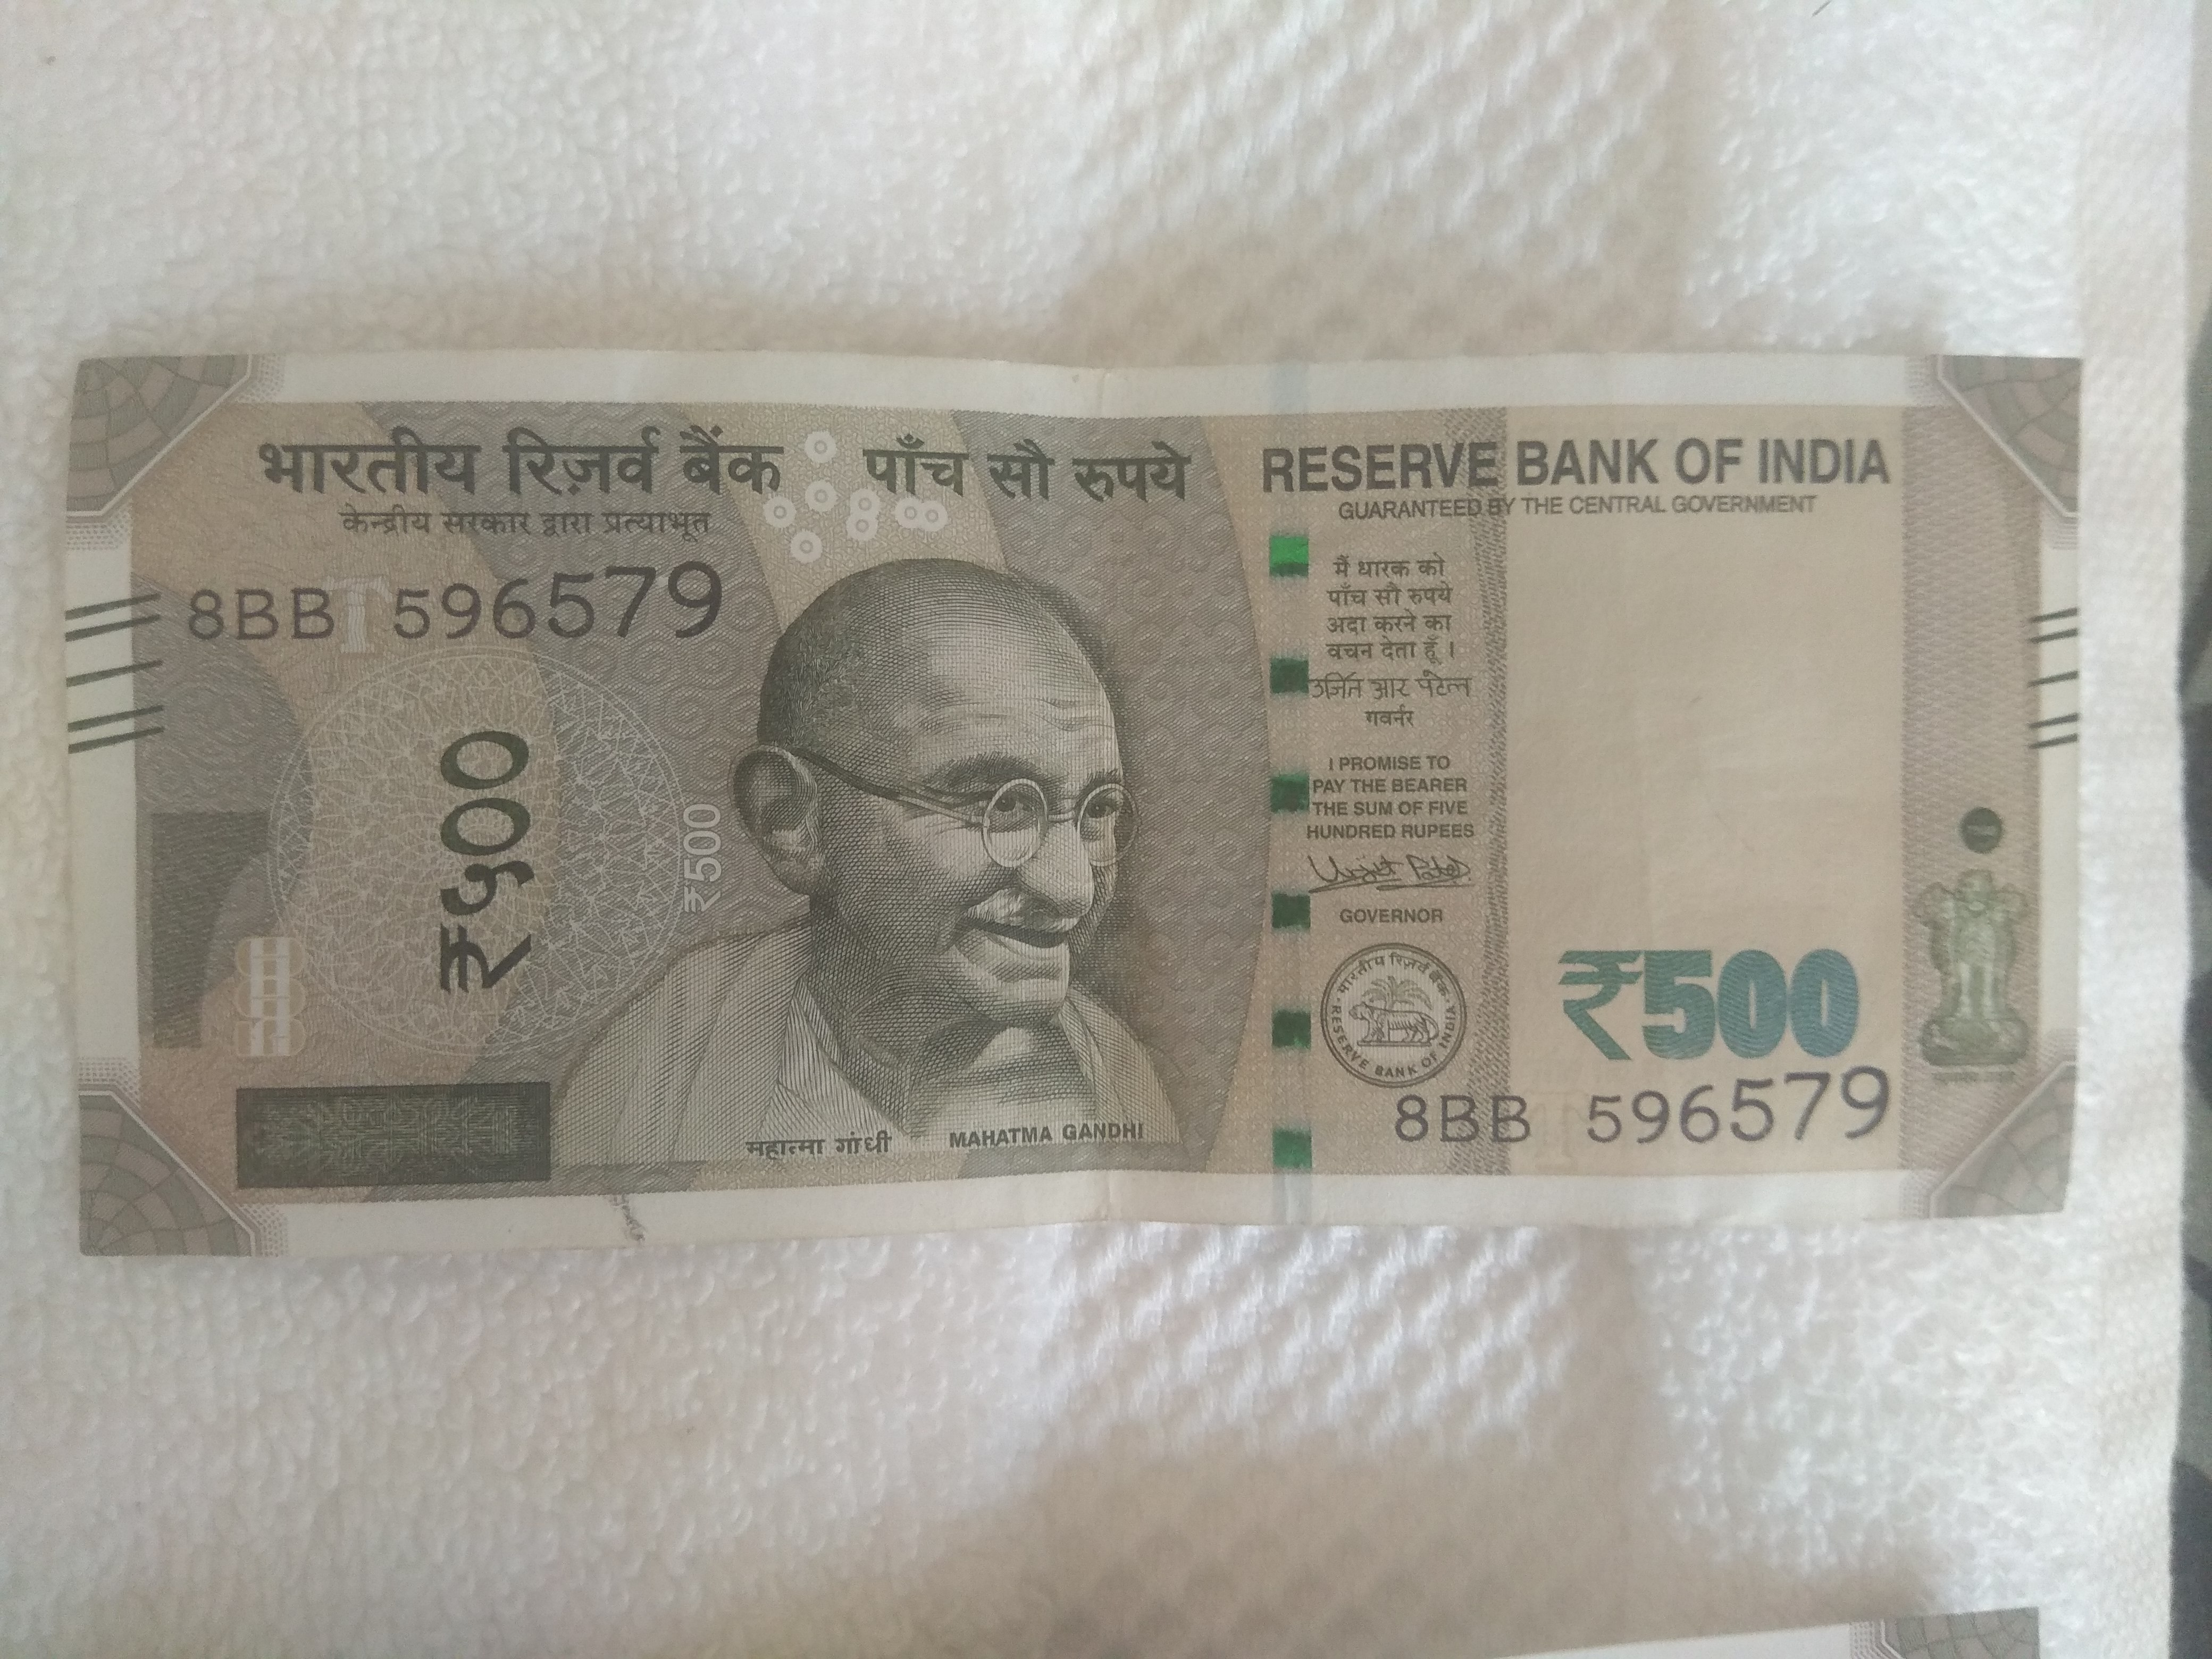 भारतीय रिज़र्व बैंक
केन्द्रीय सरकार द्वारा प्रत्याभूत
पाँच सौ रुपये
RESERVE BANK OF INDIA
GUARANTEED BY THE CENTRAL GOVERNMENT
8BB 596579
₹५००
₹500
महात्मा गांधी
MAHATMA GANDHI
मैं धारक को
पाँच सौ रुपये
अदा करने का
वचन देता हूँ ।
उर्जित आर पटेल
गवर्नर
I PROMISE TO
PAY THE BEARER
THE SUM OF FIVE
HUNDRED RUPEES
Urjit Patel
GOVERNOR
भारतीय रिज़र्व बैंक
RESERVE BANK OF INDIA
₹500
8BB 596579